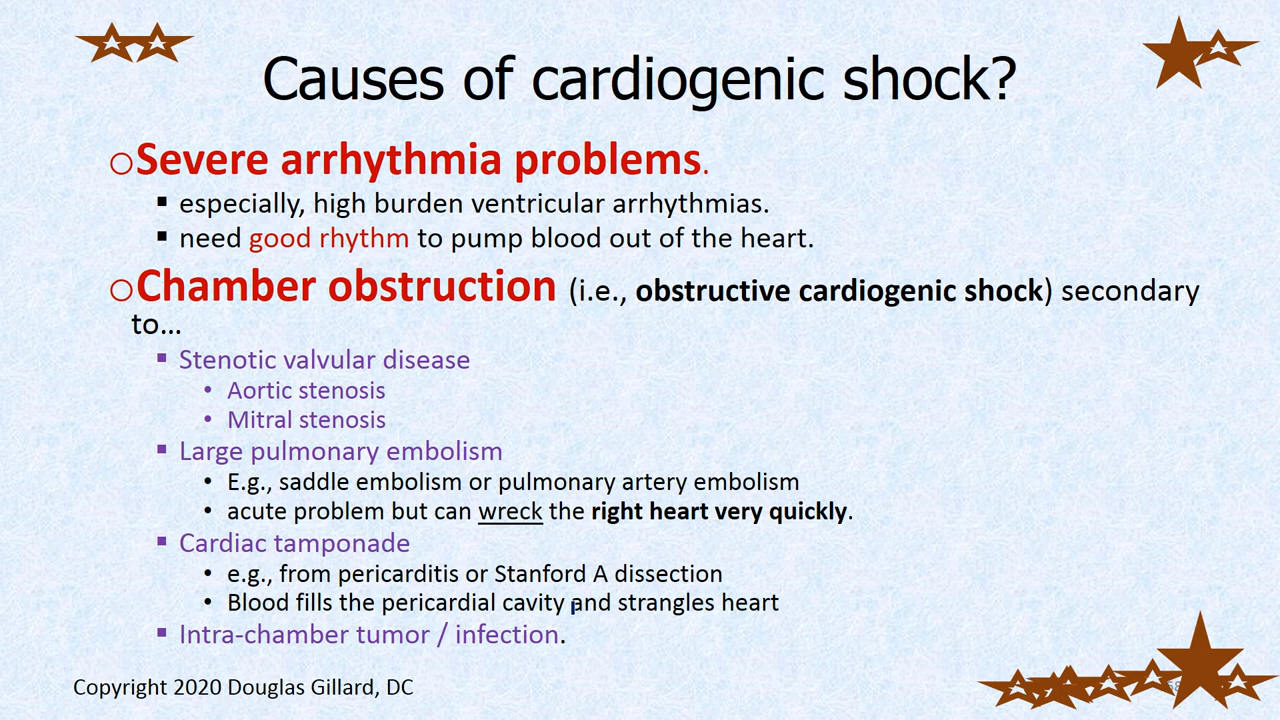 Causes of cardiogenic shock?
Severe arrhythmia problems.
especially, high burden ventricular arrhythmias.
need good rhythm to pump blood out of the heart.
Chamber obstruction (i.e., obstructive cardiogenic shock) secondary
to…
Stenotic valvular disease
Aortic stenosis
Mitral stenosis
Large pulmonary embolism
E.g., saddle embolism or pulmonary artery embolism
acute problem but can wreck the right heart very quickly.
Cardiac tamponade
e.g., from pericarditis or Stanford A dissection
Blood fills the pericardial cavity and strangles heart
Intra-chamber tumor / infection.
Copyright 2020 Douglas Gillard, DC